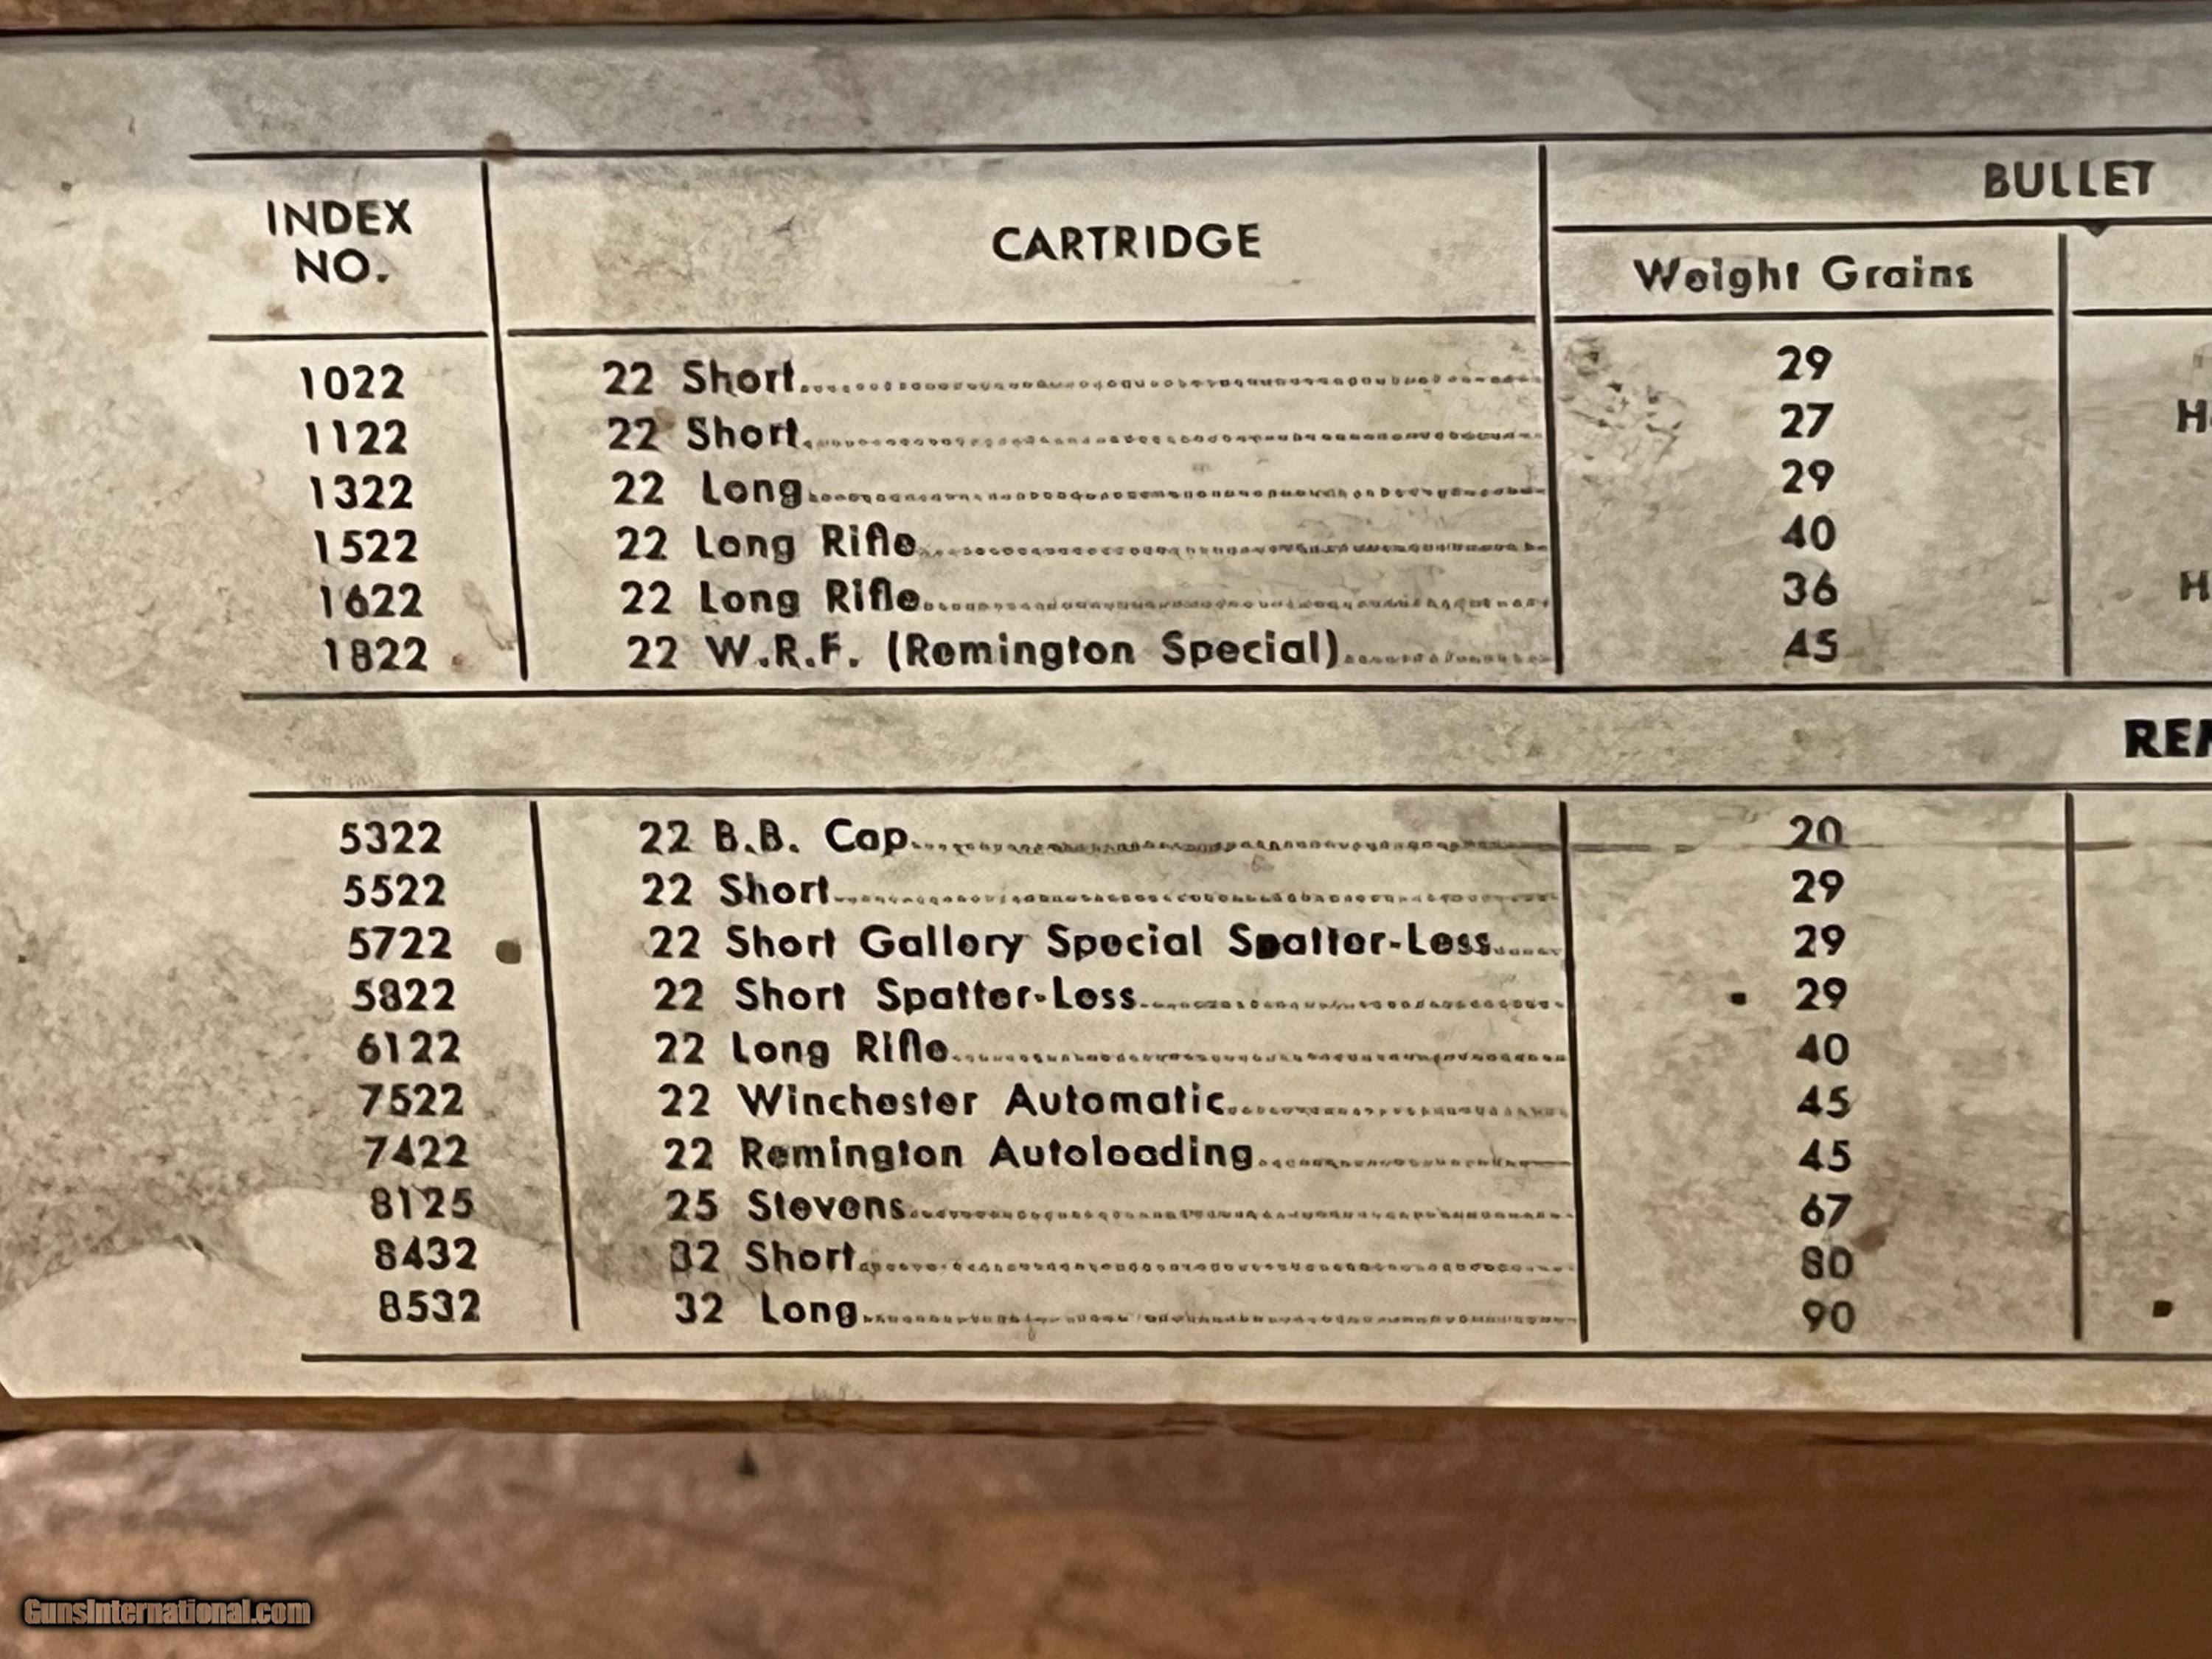 BULLET
INDEX NO. CARTRIDGE Weight Grains
1022 22 Short 29
1122 22 Short 27 H
1322 22 Long 29
1522 22 Long Rifle 40
1622 22 Long Rifle 36 H
1822 22 W.R.F. (Remington Special) 45
REM
5322 22 B.B. Cap 20
5522 22 Short 29
5722 22 Short Gallery Special Spatter-Less 29
5822 22 Short Spatter-Less 29
6122 22 Long Rifle 40
7522 22 Winchester Automatic 45
7422 22 Remington Autoloading 45
8125 25 Stevens 67
8432 32 Short 80
8532 32 Long 90
GunsInternational.com